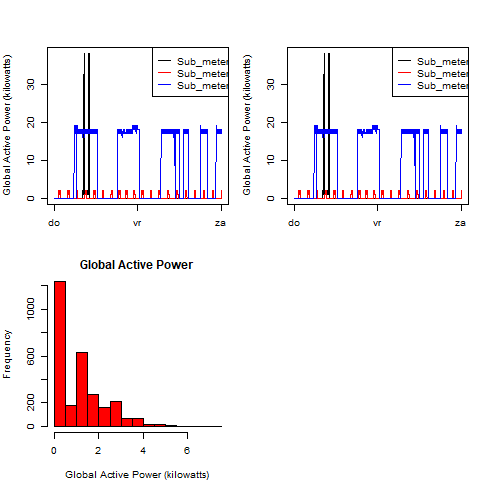 Global Active Power (kilowatts)
0 10 20 30
Sub_meter
Sub_meter
Sub_meter
do vr za
Global Active Power (kilowatts)
0 10 20 30
Sub_meter
Sub_meter
Sub_meter
do vr za
Global Active Power
Frequency
0 200 600 1000
0 2 4 6
Global Active Power (kilowatts)